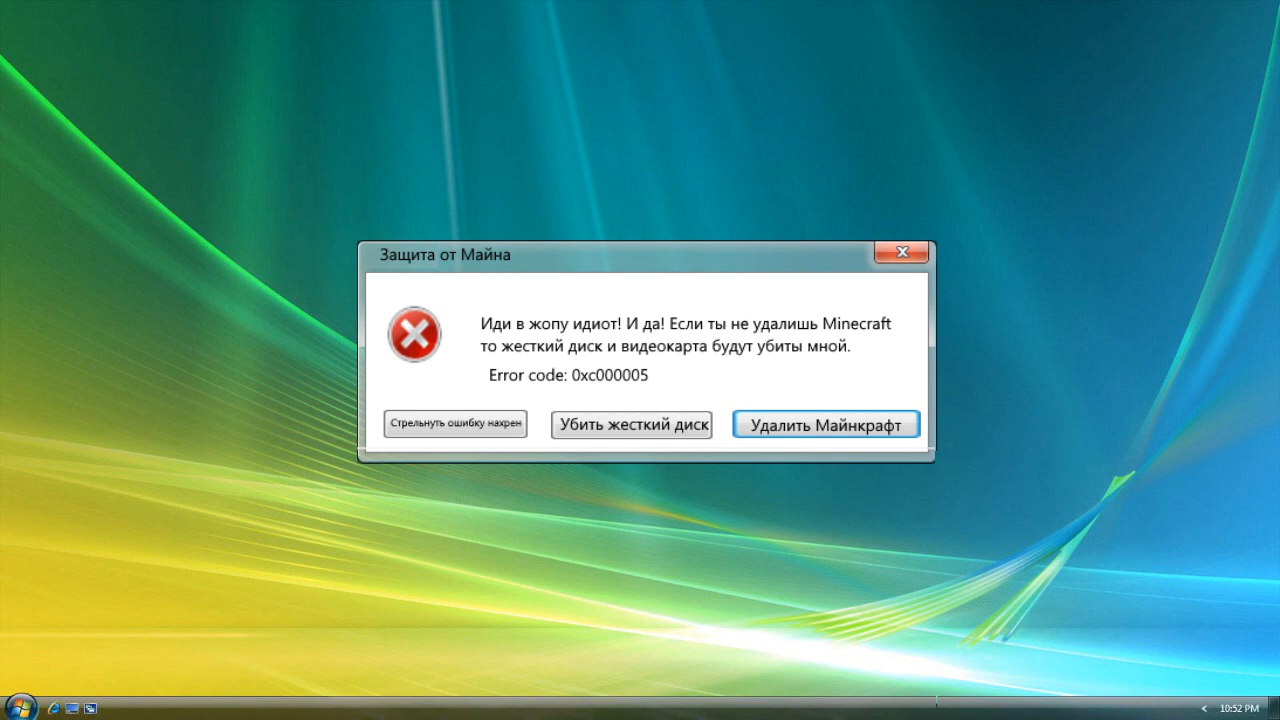 Защита от Майна
Иди в жопу идиот! И да! Если ты не удалишь Minecraft
то жесткий диск и видеокарта будут убиты мной.
Error code: 0xc000005
Стрельнуть ошибку нахрен
Убить жесткий диск
Удалить Майнкрафт
10:52 PM